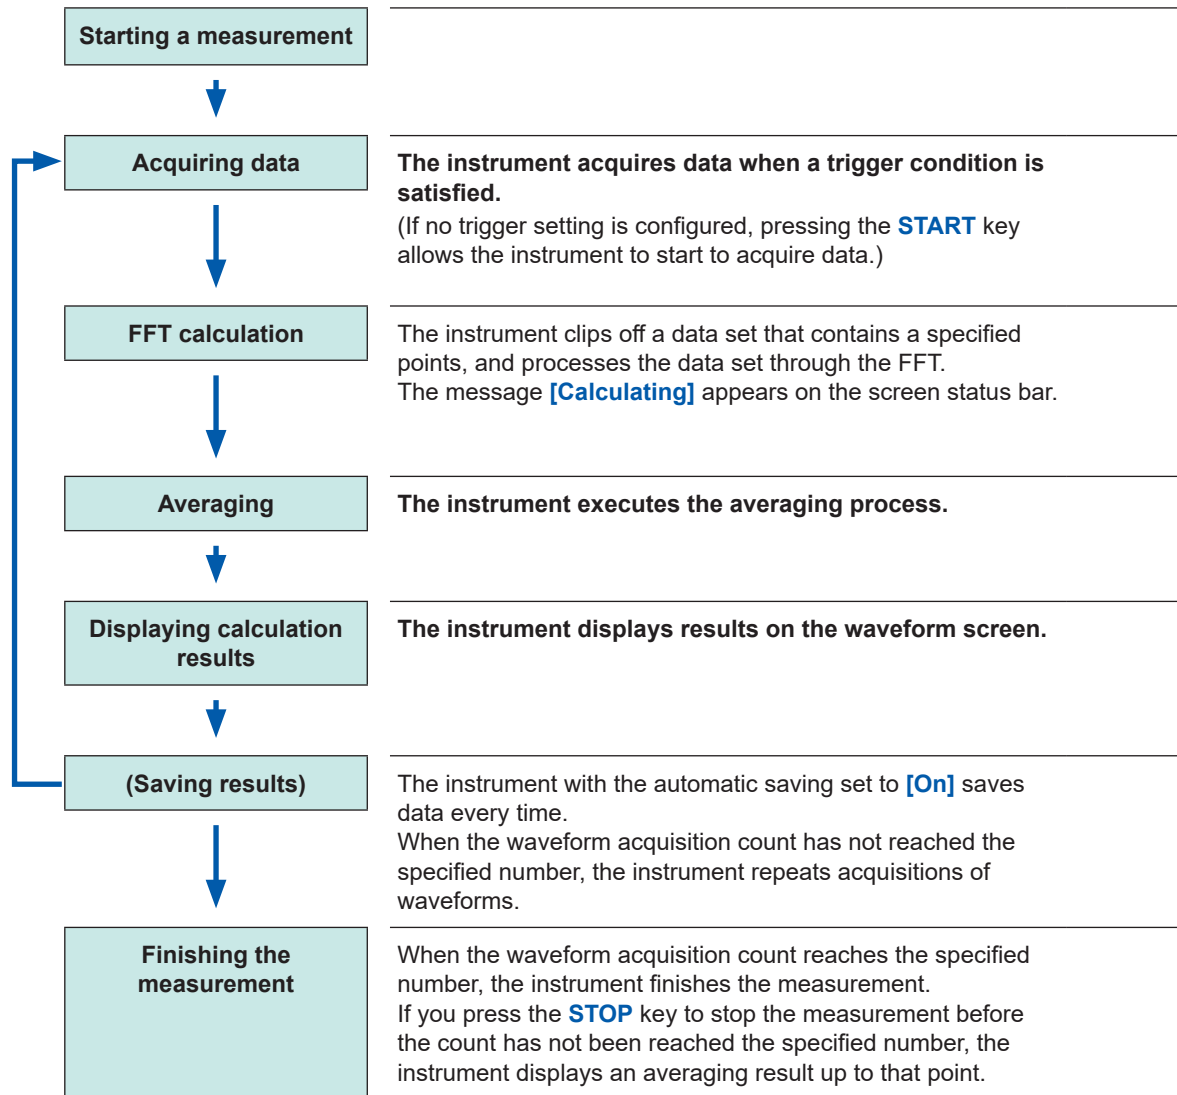 Starting a measurement
Acquiring data
The instrument acquires data when a trigger condition is
satisfied.
(If no trigger setting is configured, pressing the START key
allows the instrument to start to acquire data.)
FFT calculation
The instrument clips off a data set that contains a specified
points, and processes the data set through the FFT.
The message [Calculating] appears on the screen status bar.
Averaging
The instrument executes the averaging process.
Displaying calculation
results
The instrument displays results on the waveform screen.
(Saving results)
The instrument with the automatic saving set to [On] saves
data every time.
When the waveform acquisition count has not reached the
specified number, the instrument repeats acquisitions of
waveforms.
Finishing the
measurement
When the waveform acquisition count reaches the specified
number, the instrument finishes the measurement.
If you press the STOP key to stop the measurement before
the count has not been reached the specified number, the
instrument displays an averaging result up to that point.